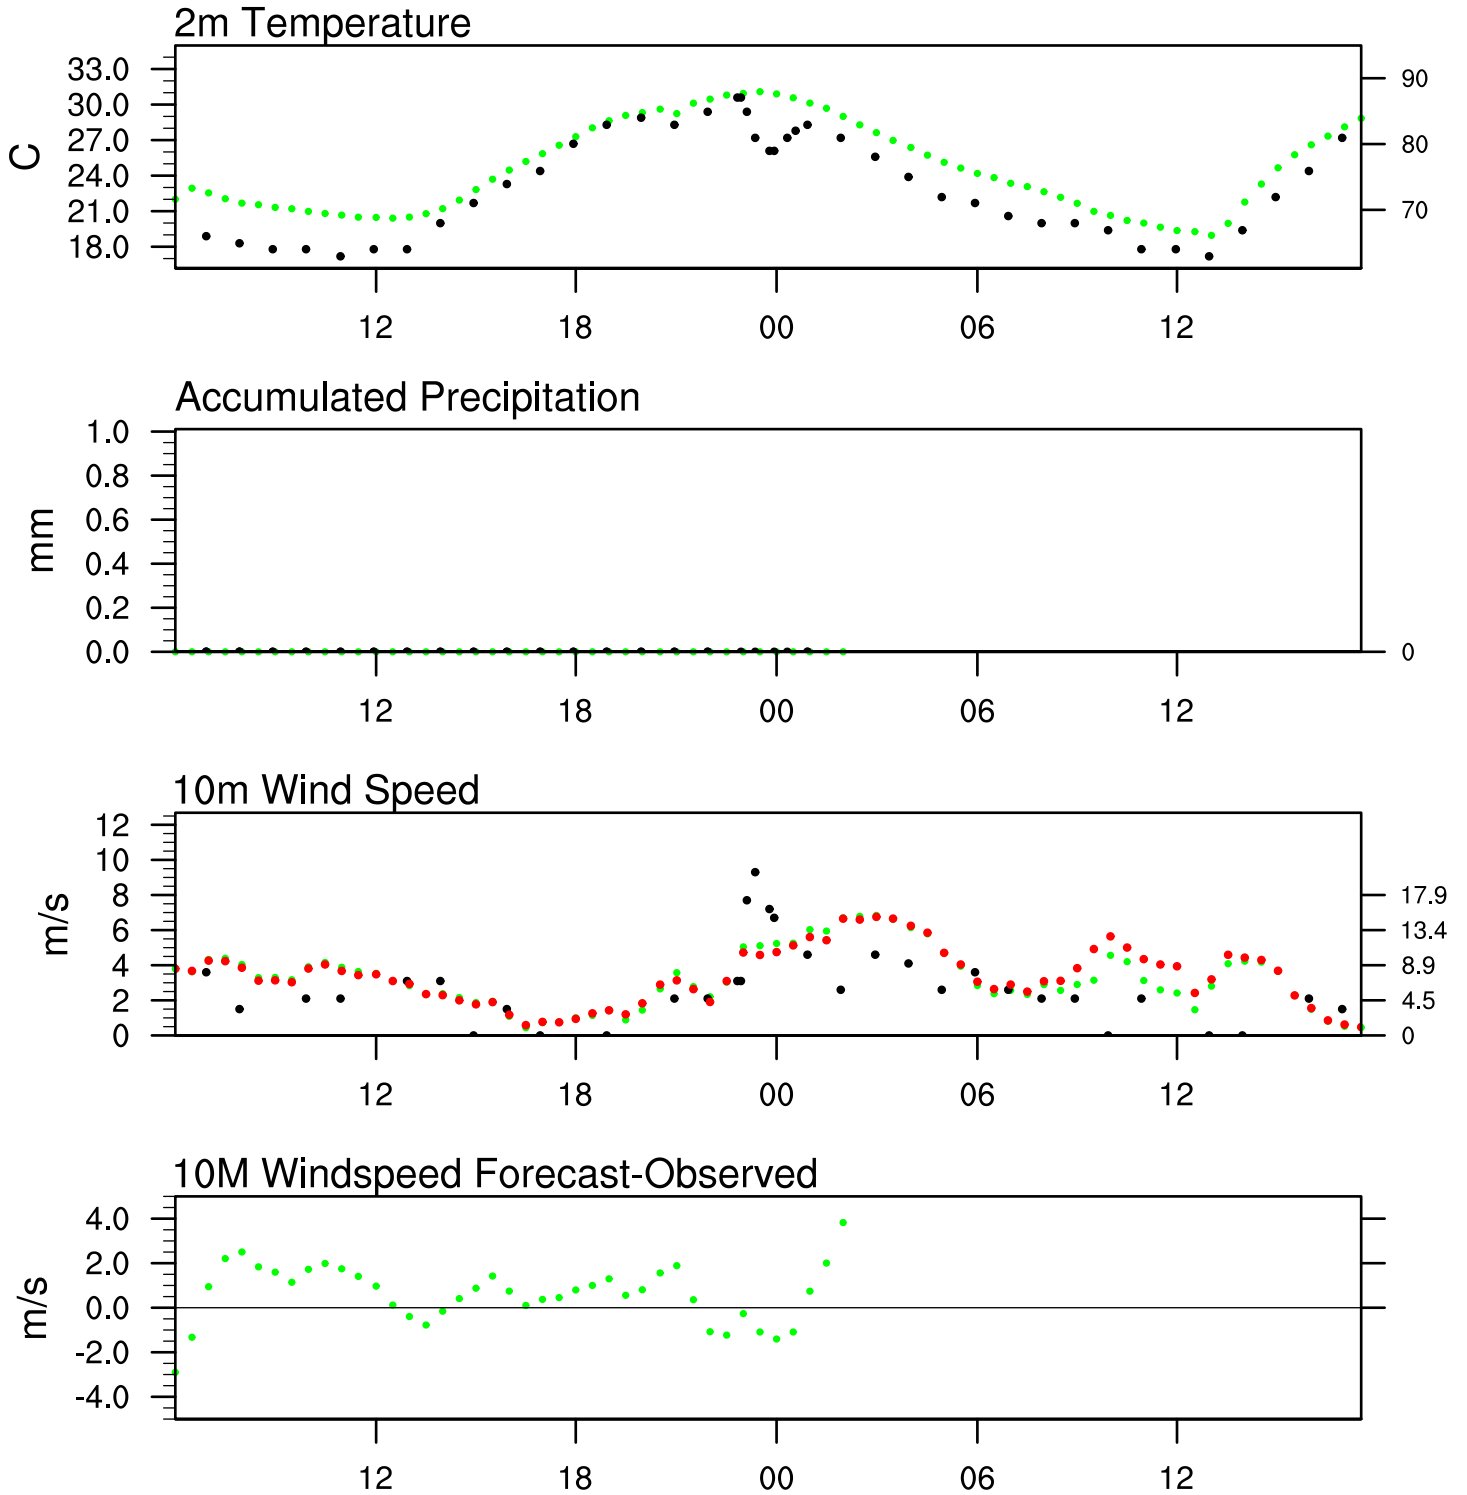 2m Temperature
33.0
30.0
27.0
24.0
21.0
18.0
C
90
80
70
12 18 00 06 12
Accumulated Precipitation
1.0
0.8
0.6
0.4
0.2
0.0
mm
0
12 18 00 06 12
10m Wind Speed
12
10
8
6
4
2
0
m/s
17.9
13.4
8.9
4.5
0
12 18 00 06 12
10M Windspeed Forecast-Observed
4.0
2.0
0.0
-2.0
-4.0
m/s
12 18 00 06 12